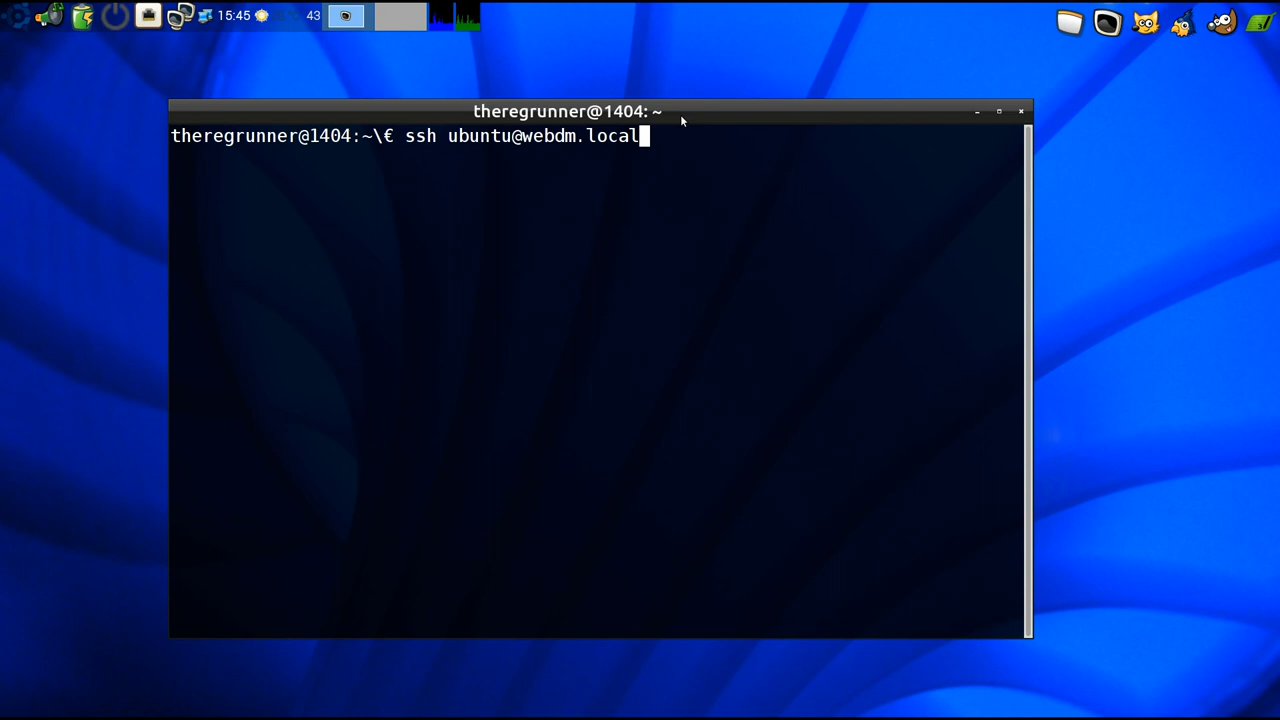 15:45
43
theregrunner@1404: ~
theregrunner@1404:~\€ ssh ubuntu@webdm.local